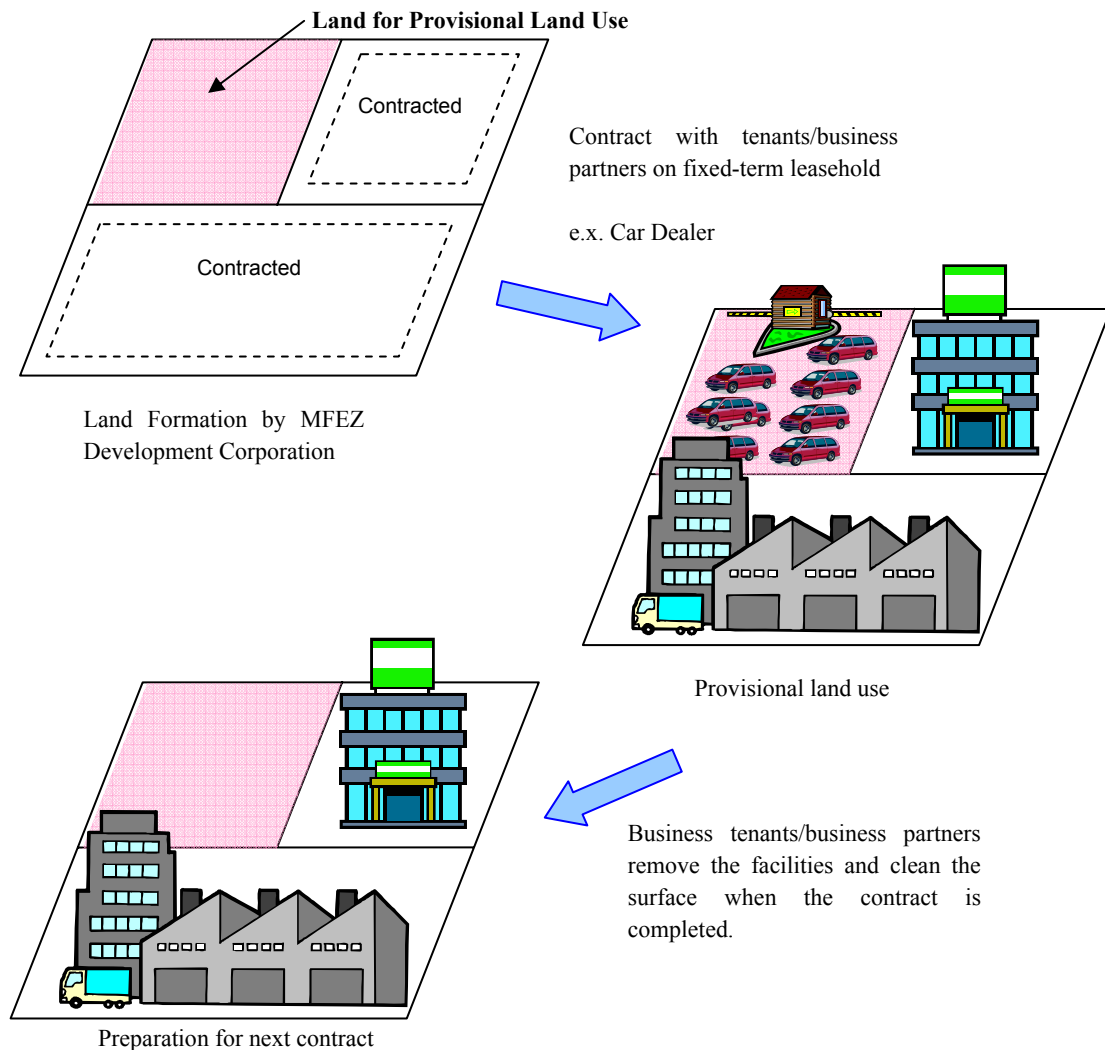 Land for Provisional Land Use
Contracted
Contract with tenants/business
partners on fixed-term leasehold
e.x. Car Dealer
Contracted
Land Formation by MFEZ
Development Corporation
Provisional land use
Business tenants/business partners
remove the facilities and clean the
surface when the contract is
completed.
Preparation for next contract